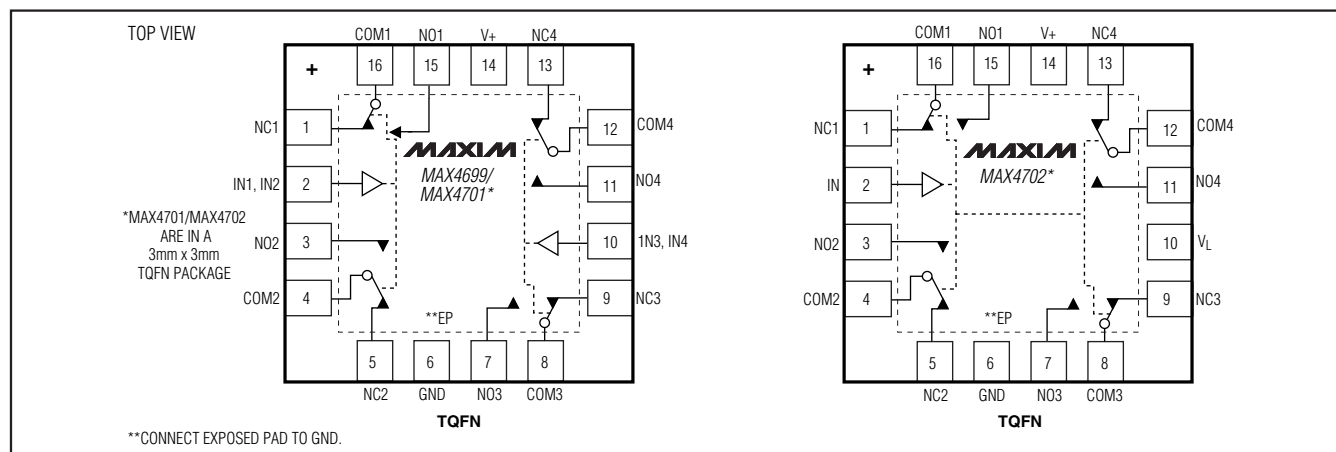 TOP VIEW
COM1 NO1 V+ NC4
+ 16 15 14 13
NC1 1
12 COM4
MAXIM
MAX4699/
MAX4701*
IN1, IN2 2
11 NO4
*MAX4701/MAX4702
ARE IN A
3mm x 3mm
TQFN PACKAGE
NO2 3
10 1N3, IN4
COM2 4
9 NC3
**EP
5 6 7 8
NC2 GND NO3 COM3
TQFN
**CONNECT EXPOSED PAD TO GND.
COM1 NO1 V+ NC4
+ 16 15 14 13
NC1 1
12 COM4
MAXIM
MAX4702*
IN 2
11 NO4
NO2 3
10 VL
COM2 4
9 NC3
**EP
5 6 7 8
NC2 GND NO3 COM3
TQFN